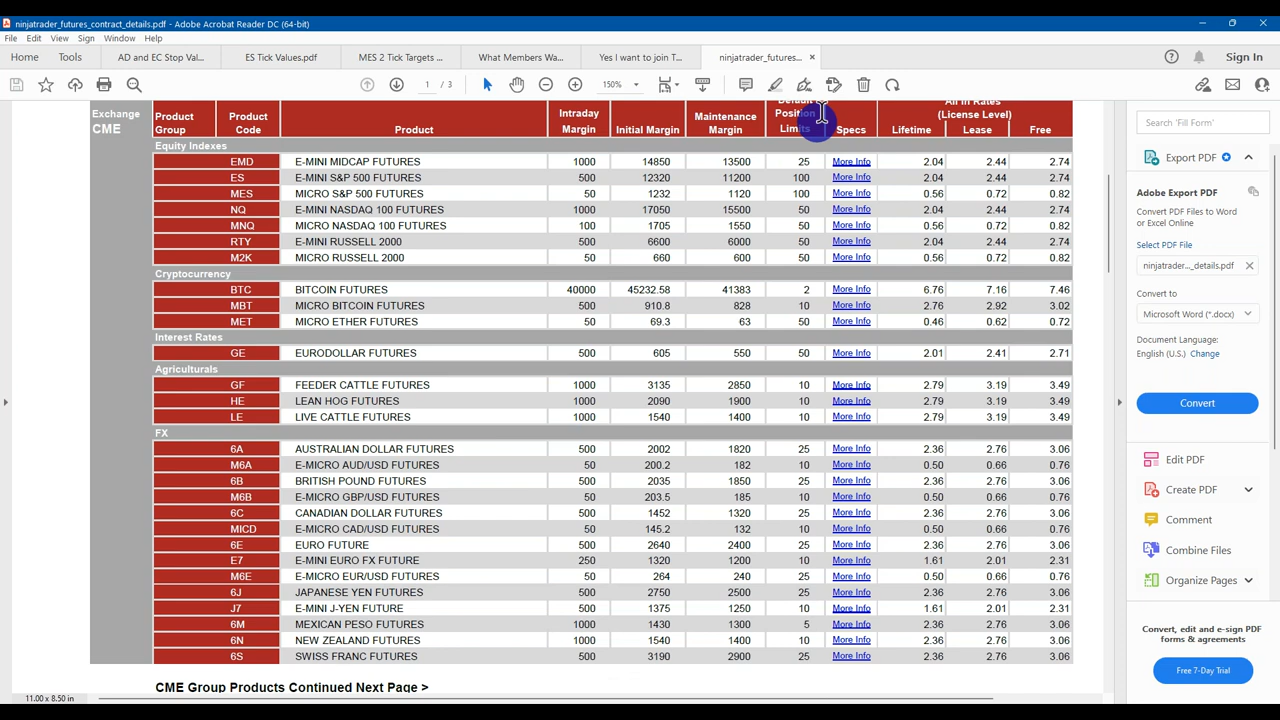 ninjatrader_futures_contract_details.pdf - Adobe Acrobat Reader DC (64-bit)
File Edit View Sign Window Help
Home Tools AD and EC Stop Val... ES Tick Values.pdf MES 2 Tick Targets ... What Members Wa... Yes I want to join T... ninjatrader_futures... × Sign In
1 / 3 150%
Exchange CME Product Group Product Code Product Intraday Margin Initial Margin Maintenance Margin Default Position Limits Specs All In Rates (License Level) Lifetime Lease Free
Equity Indexes
EMD E-MINI MIDCAP FUTURES 1000 14850 13500 25 More Info 2.04 2.44 2.74
ES E-MINI S&P 500 FUTURES 500 12320 11200 100 More Info 2.04 2.44 2.74
MES MICRO S&P 500 FUTURES 50 1232 1120 100 More Info 0.56 0.72 0.82
NQ E-MINI NASDAQ 100 FUTURES 1000 17050 15500 50 More Info 2.04 2.44 2.74
MNQ MICRO NASDAQ 100 FUTURES 100 1705 1550 50 More Info 0.56 0.72 0.82
RTY E-MINI RUSSELL 2000 500 6600 6000 50 More Info 2.04 2.44 2.74
M2K MICRO RUSSELL 2000 50 660 600 50 More Info 0.56 0.72 0.82
Cryptocurrency
BTC BITCOIN FUTURES 40000 45232.58 41383 2 More Info 6.76 7.16 7.46
MBT MICRO BITCOIN FUTURES 500 910.8 828 10 More Info 2.76 2.92 3.02
MET MICRO ETHER FUTURES 50 69.3 63 50 More Info 0.46 0.62 0.72
Interest Rates
GE EURODOLLAR FUTURES 500 605 550 50 More Info 2.01 2.41 2.71
Agriculturals
GF FEEDER CATTLE FUTURES 1000 3135 2850 10 More Info 2.79 3.19 3.49
HE LEAN HOG FUTURES 1000 2090 1900 10 More Info 2.79 3.19 3.49
LE LIVE CATTLE FUTURES 1000 1540 1400 10 More Info 2.79 3.19 3.49
FX
6A AUSTRALIAN DOLLAR FUTURES 500 2002 1820 25 More Info 2.36 2.76 3.06
M6A E-MICRO AUD/USD FUTURES 50 200.2 182 10 More Info 0.50 0.66 0.76
6B BRITISH POUND FUTURES 500 2035 1850 25 More Info 2.36 2.76 3.06
M6B E-MICRO GBP/USD FUTURES 50 203.5 185 10 More Info 0.50 0.66 0.76
6C CANADIAN DOLLAR FUTURES 500 1452 1320 25 More Info 2.36 2.76 3.06
MICD E-MICRO CAD/USD FUTURES 50 145.2 132 10 More Info 0.50 0.66 0.76
6E EURO FUTURE 500 2640 2400 25 More Info 2.36 2.76 3.06
E7 E-MINI EURO FX FUTURE 250 1320 1200 10 More Info 1.61 2.01 2.31
M6E E-MICRO EUR/USD FUTURES 50 264 240 25 More Info 0.50 0.66 0.76
6J JAPANESE YEN FUTURES 500 2750 2500 25 More Info 2.36 2.76 3.06
J7 E-MINI J-YEN FUTURE 500 1375 1250 10 More Info 1.61 2.01 2.31
6M MEXICAN PESO FUTURES 1000 1430 1300 5 More Info 2.36 2.76 3.06
6N NEW ZEALAND FUTURES 500 1540 1400 10 More Info 2.36 2.76 3.06
6S SWISS FRANC FUTURES 500 3190 2900 25 More Info 2.36 2.76 3.06
CME Group Products Continued Next Page >
11.00 x 8.50 in
Search 'Fill Form'
Export PDF
Adobe Export PDF
Convert PDF Files to Word
or Excel Online
Select PDF File
ninjatrader..._details.pdf
Convert to
Microsoft Word (*.docx)
Document Language:
English (U.S.) Change
Convert
Edit PDF
Create PDF
Comment
Combine Files
Organize Pages
Convert, edit and e-sign PDF
forms & agreements
Free 7-Day Trial